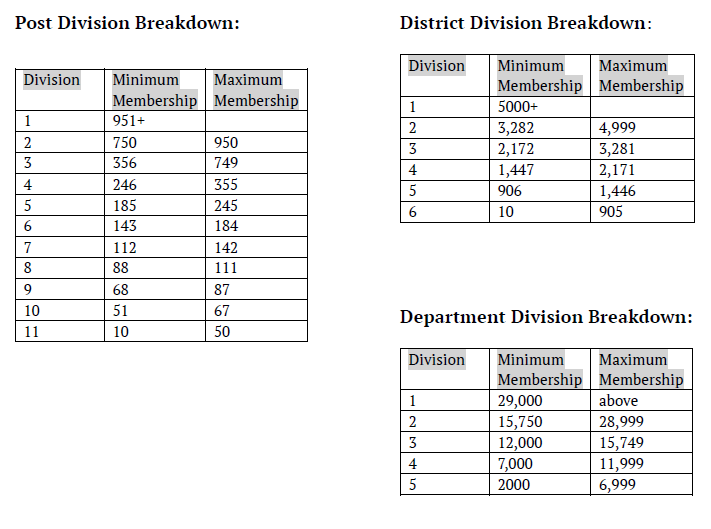 Post Division Breakdown:
Division Minimum Membership Maximum Membership
1 951+
2 750 950
3 356 749
4 246 355
5 185 245
6 143 184
7 112 142
8 88 111
9 68 87
10 51 67
11 10 50
District Division Breakdown:
Division Minimum Membership Maximum Membership
1 5000+
2 3,282 4,999
3 2,172 3,281
4 1,447 2,171
5 906 1,446
6 10 905
Department Division Breakdown:
Division Minimum Membership Maximum Membership
1 29,000 above
2 15,750 28,999
3 12,000 15,749
4 7,000 11,999
5 2000 6,999